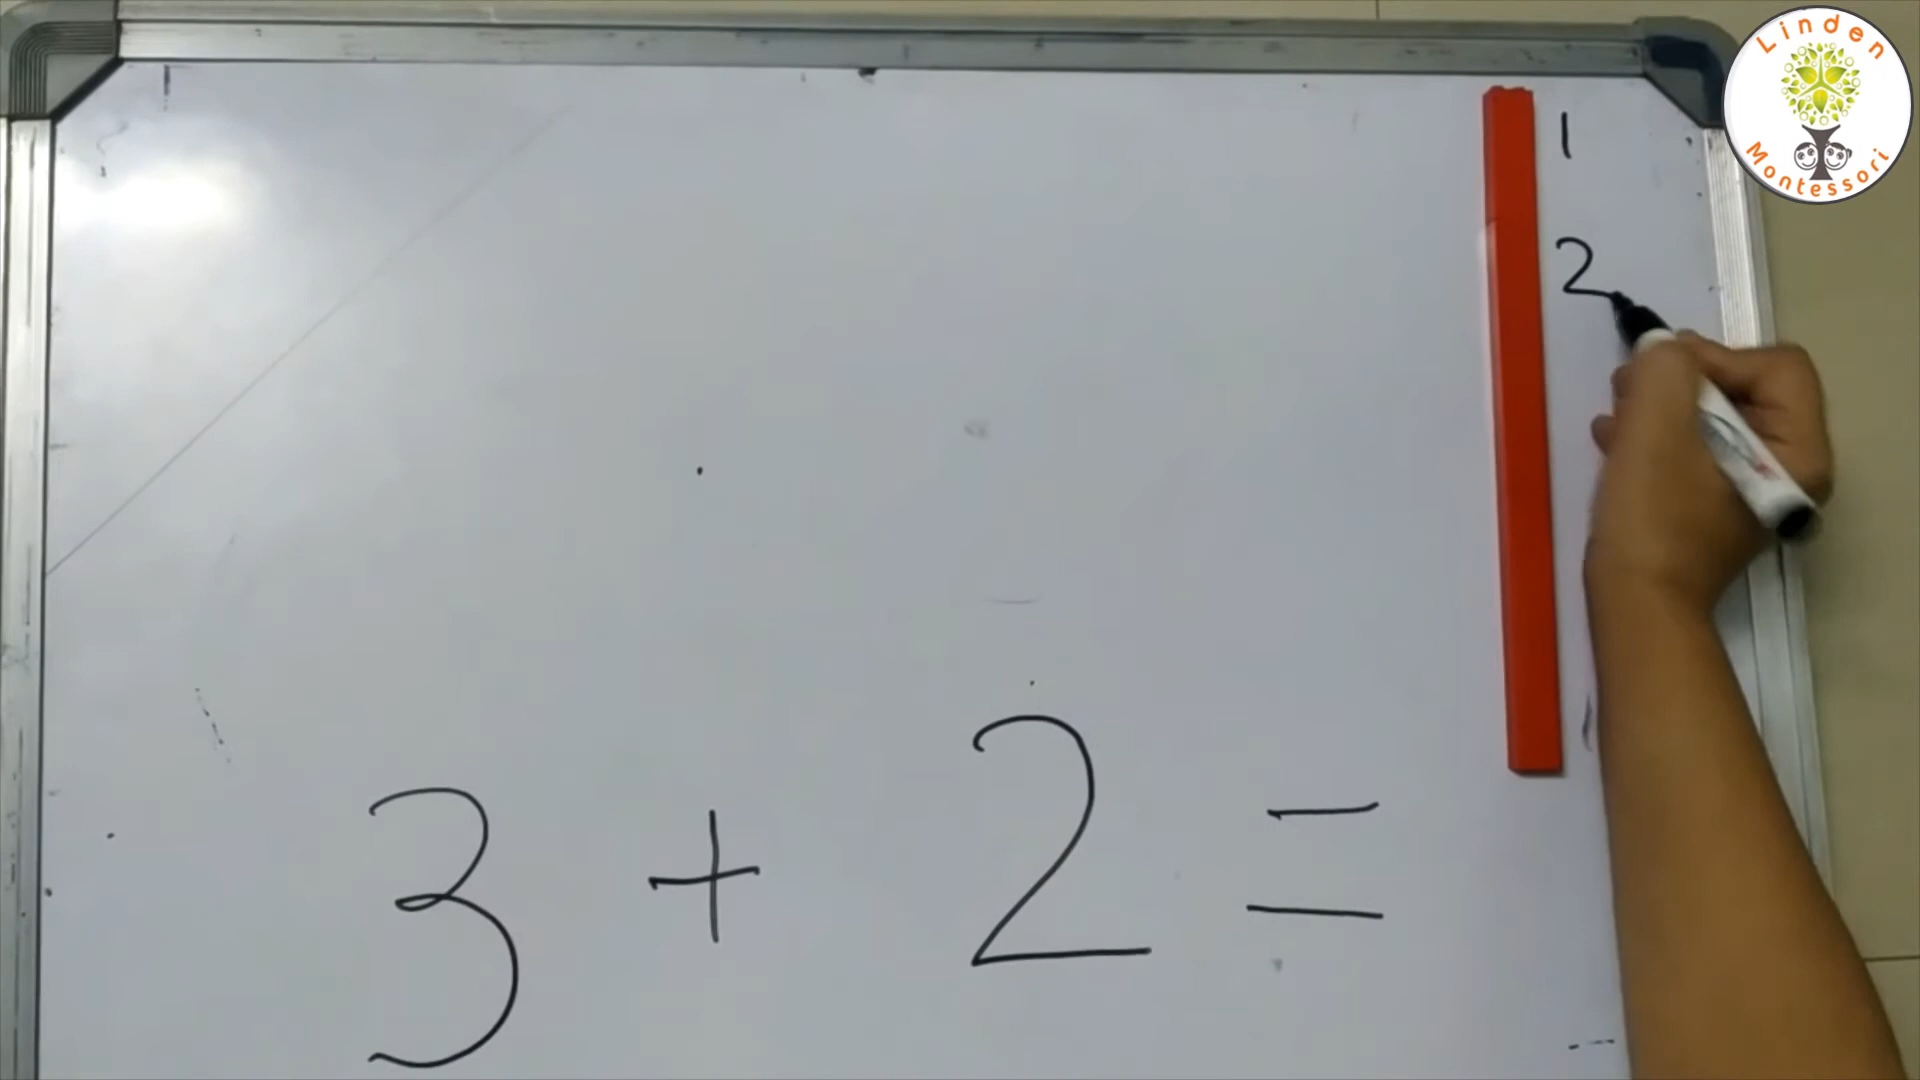 Linden
Montessori
1
2
3 + 2 =